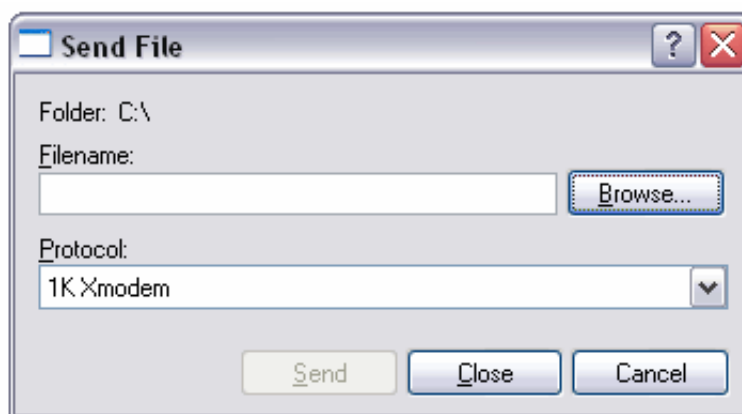 Send File
Folder: C:\
Filename:
Browse...
Protocol:
1K Xmodem
Send Close Cancel